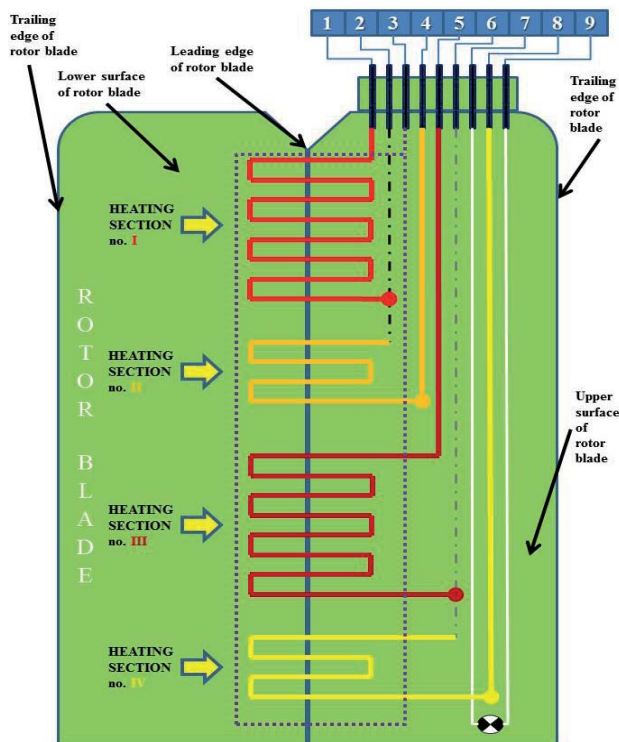 1 2 3 4 5 6 7 8 9
Trailing
edge of
rotor blade
Lower surface
of rotor blade
Leading edge
of rotor blade
Trailing
edge of
rotor
blade
HEATING
SECTION
no. I
HEATING
SECTION
no. II
HEATING
SECTION
no. III
HEATING
SECTION
no. IV
ROTOR BLADE
Upper
surface
of
rotor
blade